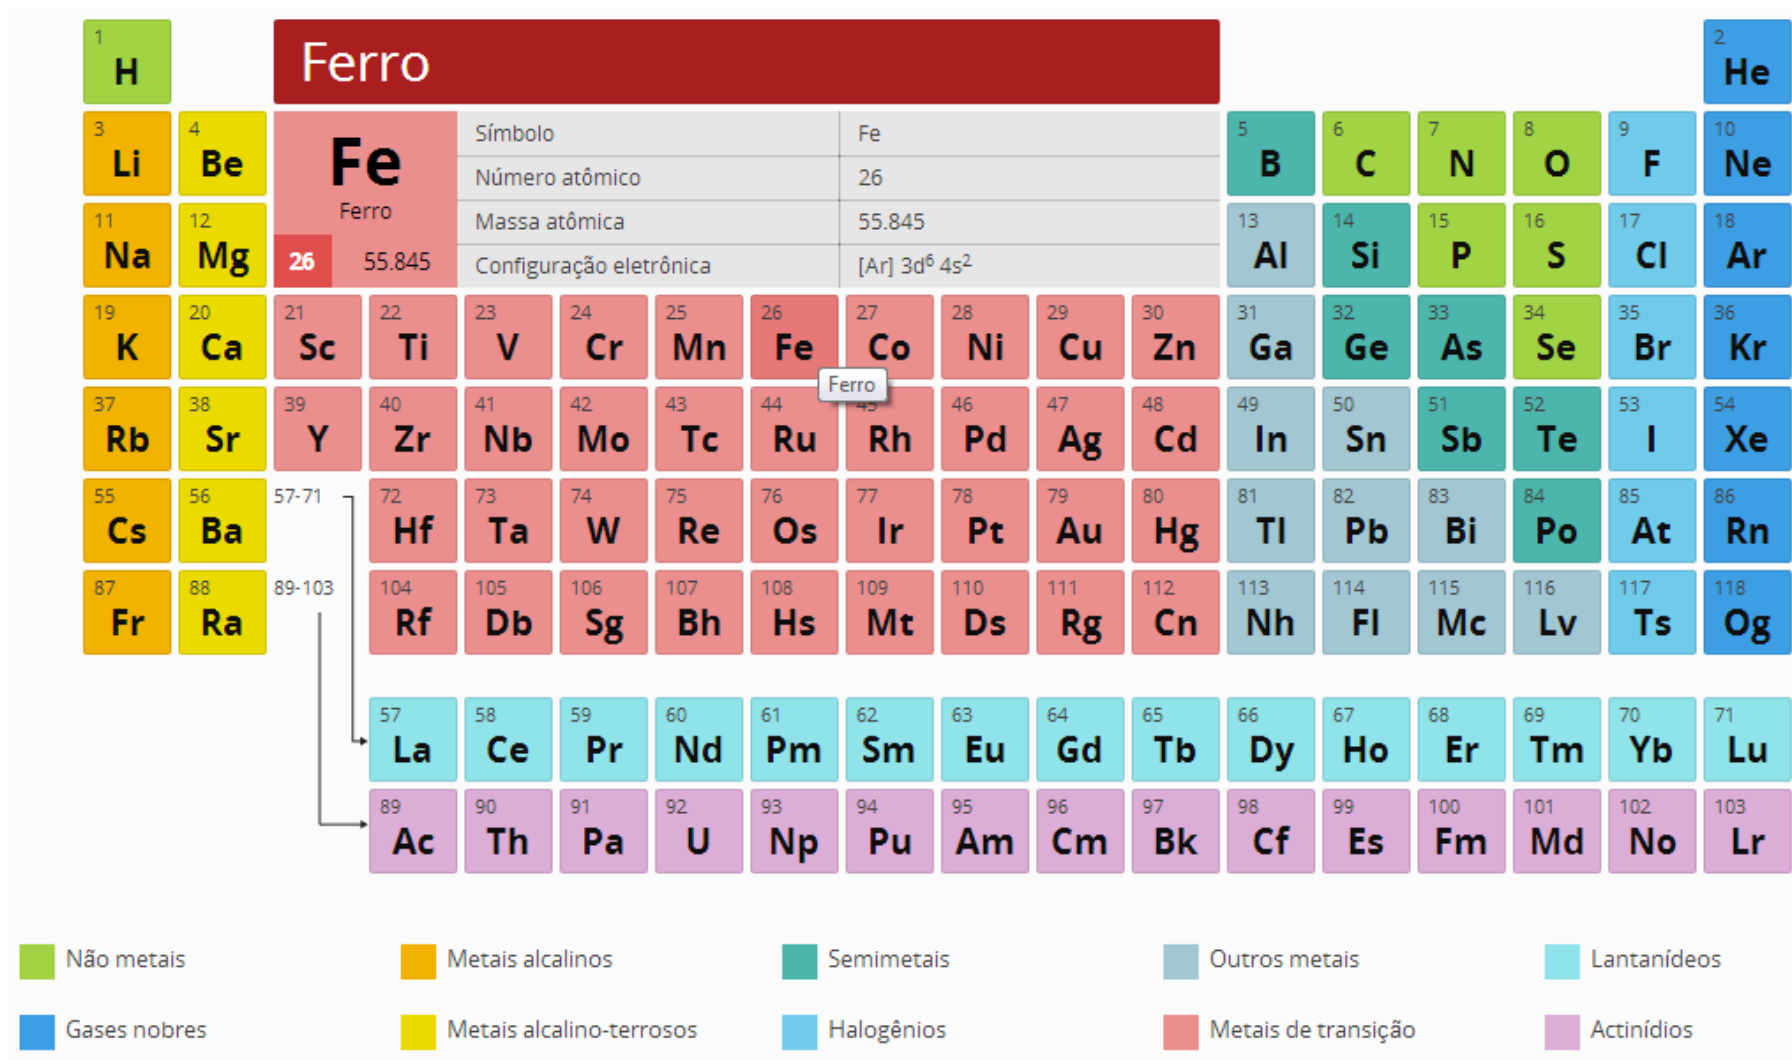 1 H
Ferro
2 He
3 Li
4 Be
Fe
Ferro
26 55.845
Símbolo Fe
Número atômico 26
Massa atômica 55.845
Configuração eletrônica [Ar] 3d⁶ 4s²
5 B
6 C
7 N
8 O
9 F
10 Ne
11 Na
12 Mg
13 Al
14 Si
15 P
16 S
17 Cl
18 Ar
19 K
20 Ca
21 Sc
22 Ti
23 V
24 Cr
25 Mn
26 Fe
27 Co
28 Ni
29 Cu
30 Zn
31 Ga
32 Ge
33 As
34 Se
35 Br
36 Kr
Ferro
37 Rb
38 Sr
39 Y
40 Zr
41 Nb
42 Mo
43 Tc
44 Ru
45 Rh
46 Pd
47 Ag
48 Cd
49 In
50 Sn
51 Sb
52 Te
53 I
54 Xe
55 Cs
56 Ba
57-71
72 Hf
73 Ta
74 W
75 Re
76 Os
77 Ir
78 Pt
79 Au
80 Hg
81 Tl
82 Pb
83 Bi
84 Po
85 At
86 Rn
87 Fr
88 Ra
89-103
104 Rf
105 Db
106 Sg
107 Bh
108 Hs
109 Mt
110 Ds
111 Rg
112 Cn
113 Nh
114 Fl
115 Mc
116 Lv
117 Ts
118 Og
57 La
58 Ce
59 Pr
60 Nd
61 Pm
62 Sm
63 Eu
64 Gd
65 Tb
66 Dy
67 Ho
68 Er
69 Tm
70 Yb
71 Lu
89 Ac
90 Th
91 Pa
92 U
93 Np
94 Pu
95 Am
96 Cm
97 Bk
98 Cf
99 Es
100 Fm
101 Md
102 No
103 Lr
Não metais
Metais alcalinos
Semimetais
Outros metais
Lantanídeos
Gases nobres
Metais alcalino-terrosos
Halogênios
Metais de transição
Actinídios